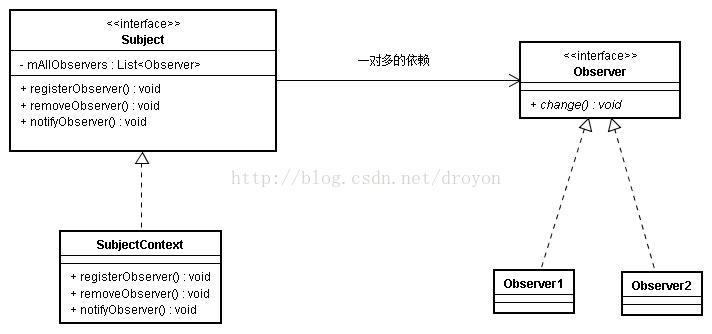 <<interface>>
Subject
- mAllObservers : List<Observer>
+ registerObserver() : void
+ removeObserver() : void
+ notifyObserver() : void
一对多的依赖
<<interface>>
Observer
+ change() : void
http://blog.csdn.net/droyon
SubjectContext
+ registerObserver() : void
+ removeObserver() : void
+ notifyObserver() : void
Observer1
Observer2